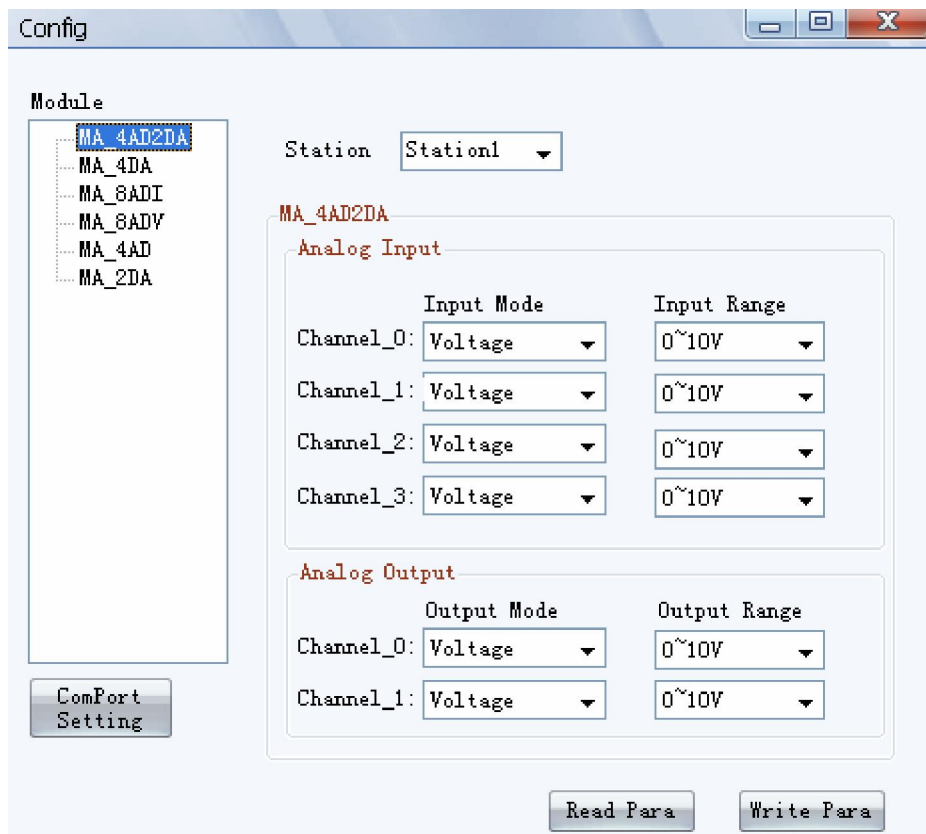 Config
Module
MA_4AD2DA
MA_4DA
MA_8ADI
MA_8ADV
MA_4AD
MA_2DA
ComPort
Setting
Station Station1
MA_4AD2DA
Analog Input
Input Mode Input Range
Channel_0: Voltage 0~10V
Channel_1: Voltage 0~10V
Channel_2: Voltage 0~10V
Channel_3: Voltage 0~10V
Analog Output
Output Mode Output Range
Channel_0: Voltage 0~10V
Channel_1: Voltage 0~10V
Read Para Write Para